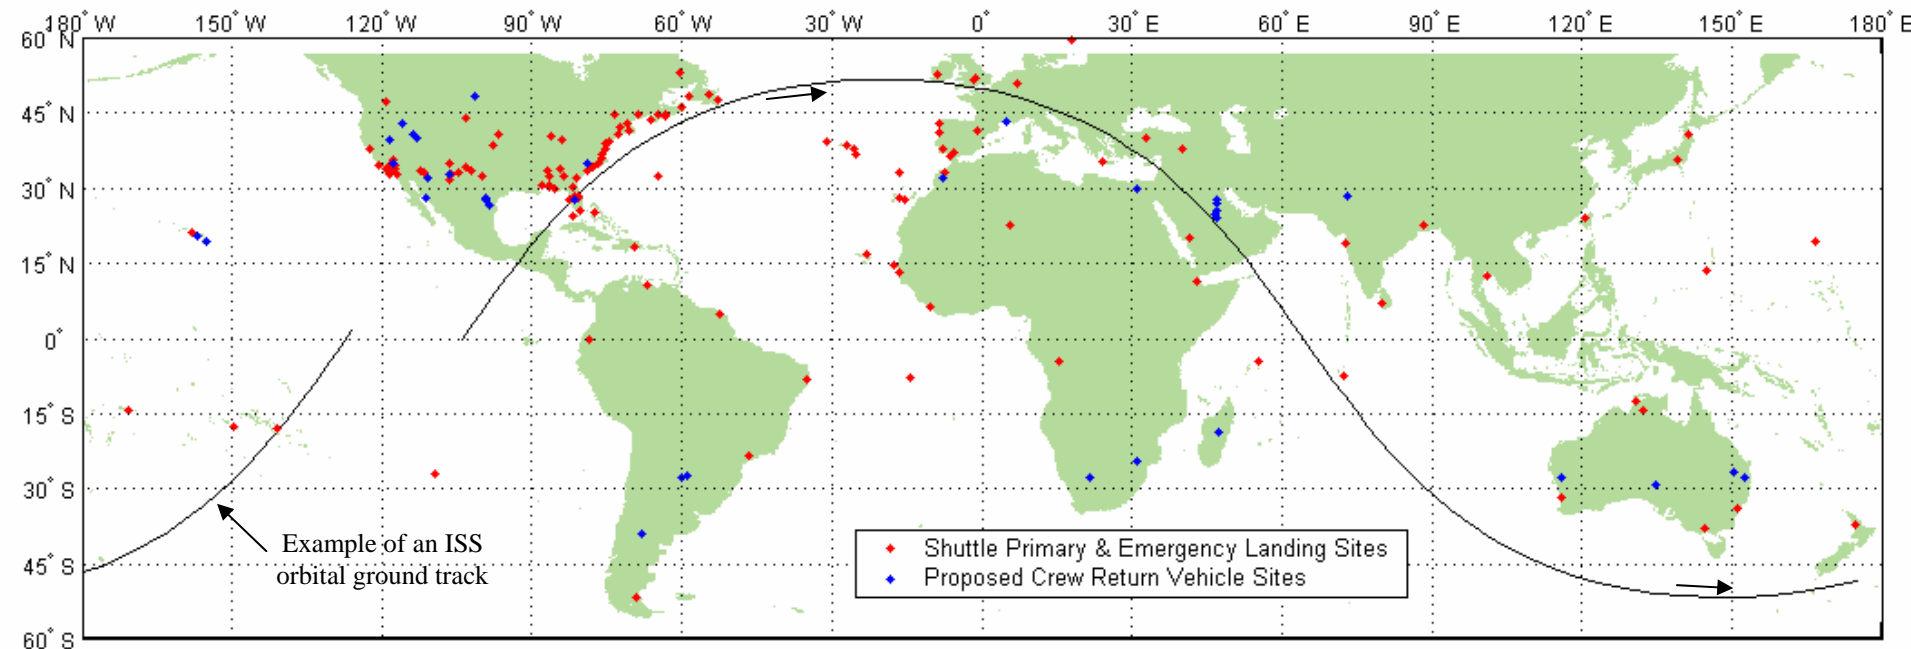 180° W 150° W 120° W 90° W 60° W 30° W 0° 30° E 60° E 90° E 120° E 150° E 180° E
60° N
45° N
30° N
15° N
0°
15° S
30° S
45° S
60° S
Example of an ISS
orbital ground track
Shuttle Primary & Emergency Landing Sites
Proposed Crew Return Vehicle Sites